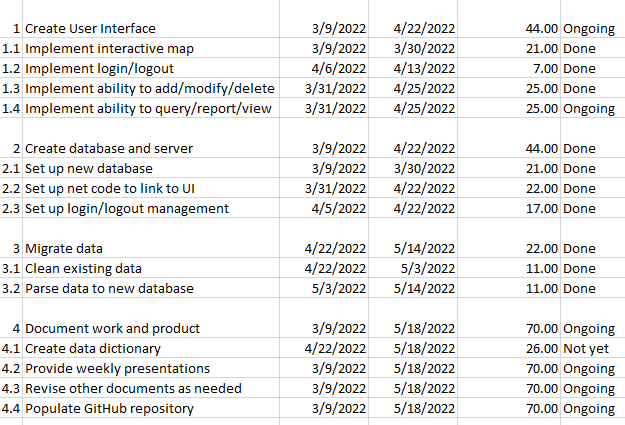 1 Create User Interface 3/9/2022 4/22/2022 44.00 Ongoing
1.1 Implement interactive map 3/9/2022 3/30/2022 21.00 Done
1.2 Implement login/logout 4/6/2022 4/13/2022 7.00 Done
1.3 Implement ability to add/modify/delete 3/31/2022 4/25/2022 25.00 Done
1.4 Implement ability to query/report/view 3/31/2022 4/25/2022 25.00 Ongoing
2 Create database and server 3/9/2022 4/22/2022 44.00 Done
2.1 Set up new database 3/9/2022 3/30/2022 21.00 Done
2.2 Set up net code to link to UI 3/31/2022 4/22/2022 22.00 Done
2.3 Set up login/logout management 4/5/2022 4/22/2022 17.00 Done
3 Migrate data 4/22/2022 5/14/2022 22.00 Done
3.1 Clean existing data 4/22/2022 5/3/2022 11.00 Done
3.2 Parse data to new database 5/3/2022 5/14/2022 11.00 Done
4 Document work and product 3/9/2022 5/18/2022 70.00 Ongoing
4.1 Create data dictionary 4/22/2022 5/18/2022 26.00 Not yet
4.2 Provide weekly presentations 3/9/2022 5/18/2022 70.00 Ongoing
4.3 Revise other documents as needed 3/9/2022 5/18/2022 70.00 Ongoing
4.4 Populate GitHub repository 3/9/2022 5/18/2022 70.00 Ongoing